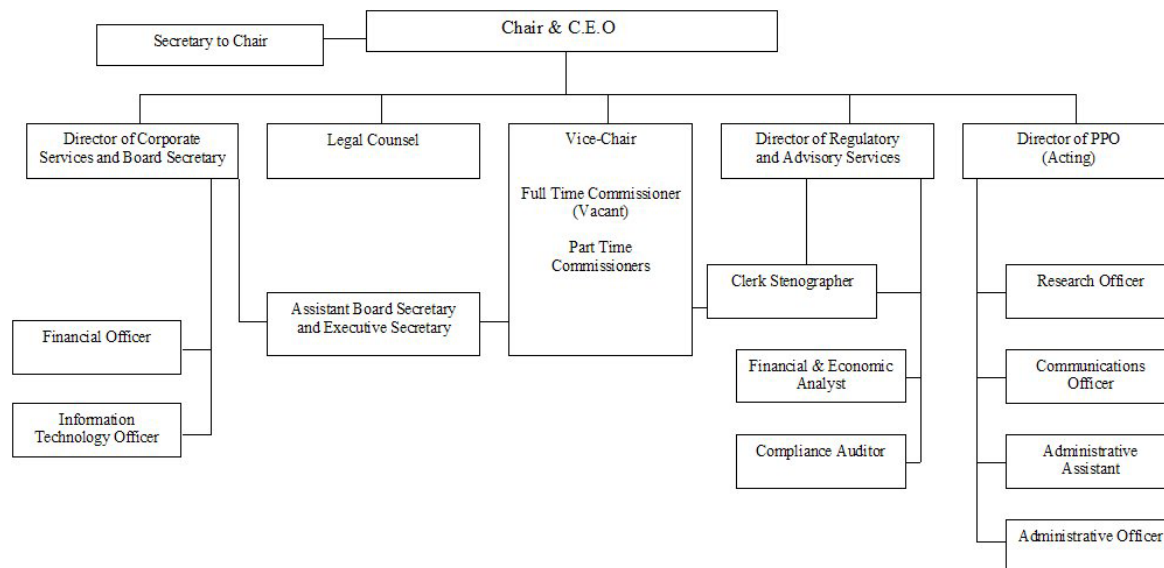 Chair & C.E.O
Secretary to Chair
Director of Corporate
Services and Board Secretary
Legal Counsel
Vice-Chair
Full Time Commissioner
(Vacant)
Part Time
Commissioners
Director of Regulatory
and Advisory Services
Director of PPO
(Acting)
Clerk Stenographer
Research Officer
Assistant Board Secretary
and Executive Secretary
Financial Officer
Financial & Economic
Analyst
Communications
Officer
Information
Technology Officer
Compliance Auditor
Administrative
Assistant
Administrative Officer